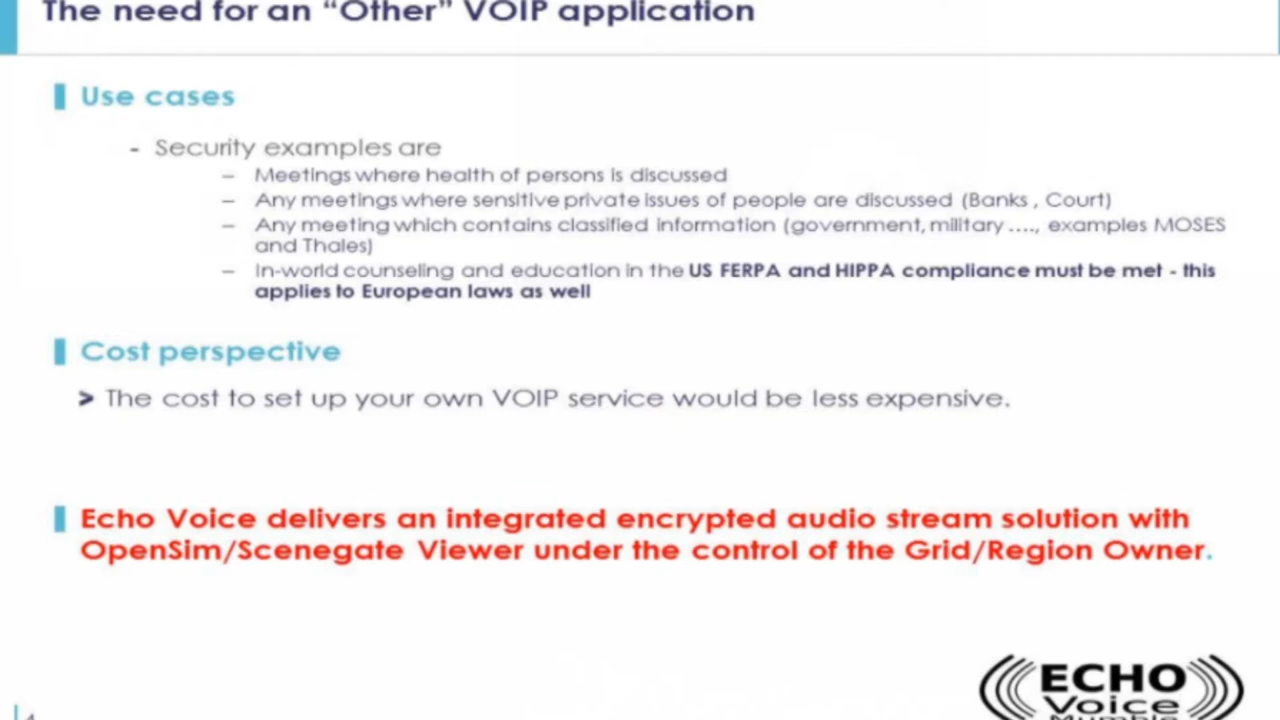 The need for an “Other” VOIP application
Use cases
- Security examples are
– Meetings where health of persons is discussed
– Any meetings where sensitive private issues of people are discussed (Banks , Court)
– Any meeting which contains classified information (government, military ...., examples MOSES
and Thales)
– In-world counseling and education in the US FERPA and HIPPA compliance must be met - this
applies to European laws as well
Cost perspective
> The cost to set up your own VOIP service would be less expensive.
Echo Voice delivers an integrated encrypted audio stream solution with
OpenSim/Scenegate Viewer under the control of the Grid/Region Owner.
ECHO
Voice
Mumble